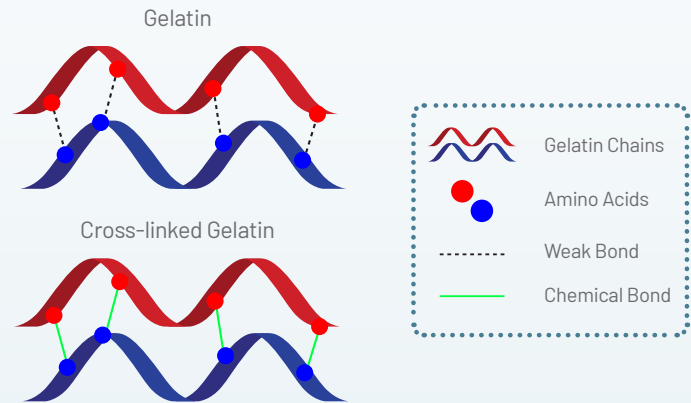 Gelatin
Cross-linked Gelatin
Gelatin Chains
Amino Acids
Weak Bond
Chemical Bond